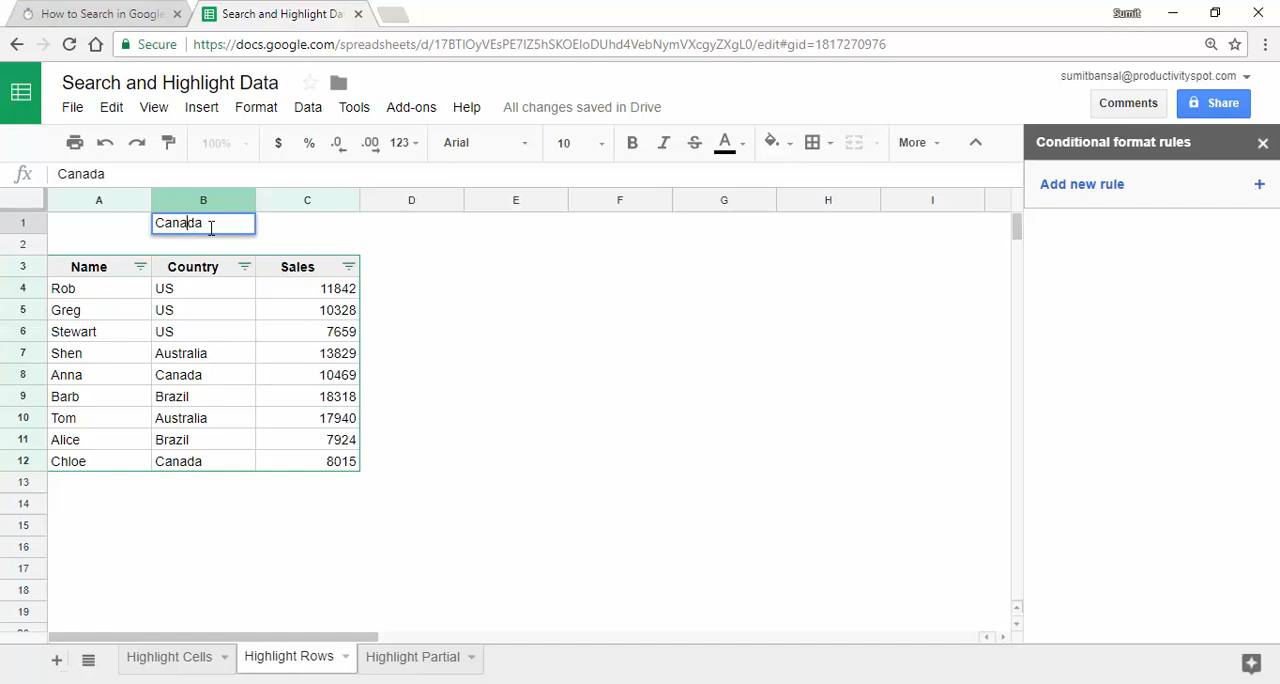 How to Search in Google
Search and Highlight Da
Sumit
Secure
https://docs.google.com/spreadsheets/d/17BTIOyVEsPE7IZ5hSKOEIoDUhd4VebNymVXcgyZXgL0/edit#gid=1817270976
Search and Highlight Data
sumitbansal@productivityspot.com
File Edit View Insert Format Data Tools Add-ons Help All changes saved in Drive
Comments
Share
100% $ % .0 .00 123 Arial 10 B I S A More
Conditional format rules
fx Canada
Add new rule +
A B C D E F G H I
1 Canada
2
3 Name Country Sales
4 Rob US 11842
5 Greg US 10328
6 Stewart US 7659
7 Shen Australia 13829
8 Anna Canada 10469
9 Barb Brazil 18318
10 Tom Australia 17940
11 Alice Brazil 7924
12 Chloe Canada 8015
13
14
15
16
17
18
19
Highlight Cells Highlight Rows Highlight Partial